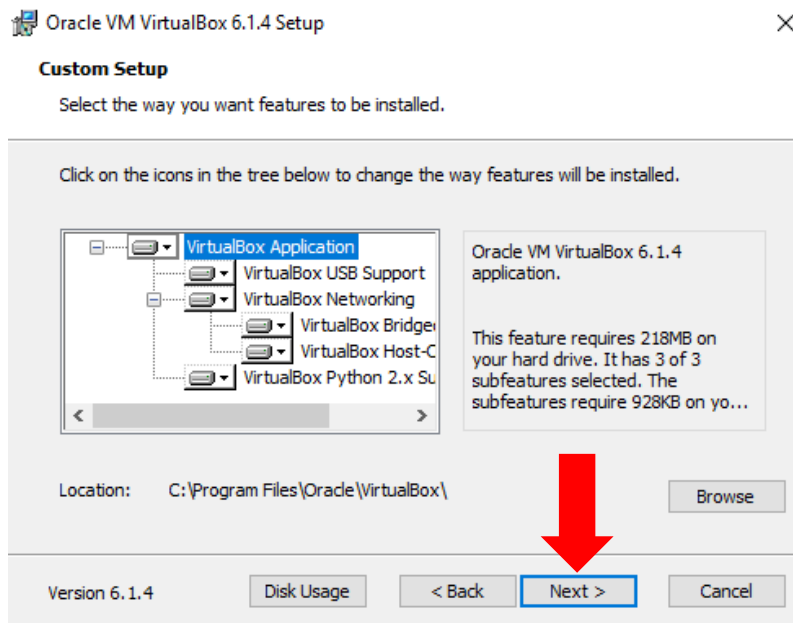 Oracle VM VirtualBox 6.1.4 Setup
Custom Setup
Select the way you want features to be installed.
Click on the icons in the tree below to change the way features will be installed.
VirtualBox Application
VirtualBox USB Support
VirtualBox Networking
VirtualBox Bridge
VirtualBox Host-C
VirtualBox Python 2.x Su
Oracle VM VirtualBox 6.1.4
application.
This feature requires 218MB on
your hard drive. It has 3 of 3
subfeatures selected. The
subfeatures require 928KB on yo...
Location: C:\Program Files\Oracle\VirtualBox\
Browse
Version 6.1.4
Disk Usage
< Back
Next >
Cancel